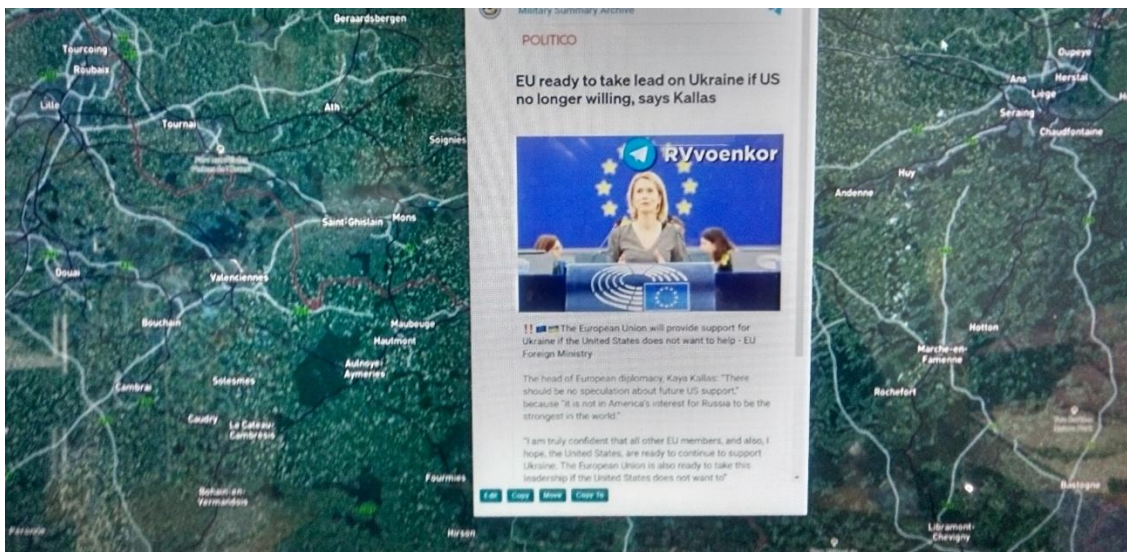 Geraardsbergen
Tourcoing
Roubaix
Lille
Tournai
Ath
Soignies
Saint-Ghislain
Mons
Douai
Valenciennes
Bouchain
Maubeuge
Hautmont
Aulnoye-
Aymeries
Cambrai
Solesmes
Caudry
Le Cateau-
Cambrésis
Bohain-en-
Vermandois
Fourmies
Hirson
Military Summary Archive
POLITICO
EU ready to take lead on Ukraine if US
no longer willing, says Kallas
RVvoenkor
‼️🇪🇺🇺🇦The European Union will provide support for
Ukraine if the United States does not want to help - EU
Foreign Ministry
The head of European diplomacy, Kaya Kallas: "There
should be no speculation about future US support,"
because "it is not in America's interest for Russia to be the
strongest in the world."
"I am truly confident that all other EU members, and also, I
hope, the United States, are ready to continue to support
Ukraine. The European Union is also ready to take this
leadership if the United States does not want to"
Edit
Copy
Move
Copy To
Oupeye
Ans
Herstal
Liège
Seraing
Chaudfontaine
Huy
Andenne
Hotton
Marche-en-
Famenne
Rochefort
Bastogne
Libramont-
Chevigny